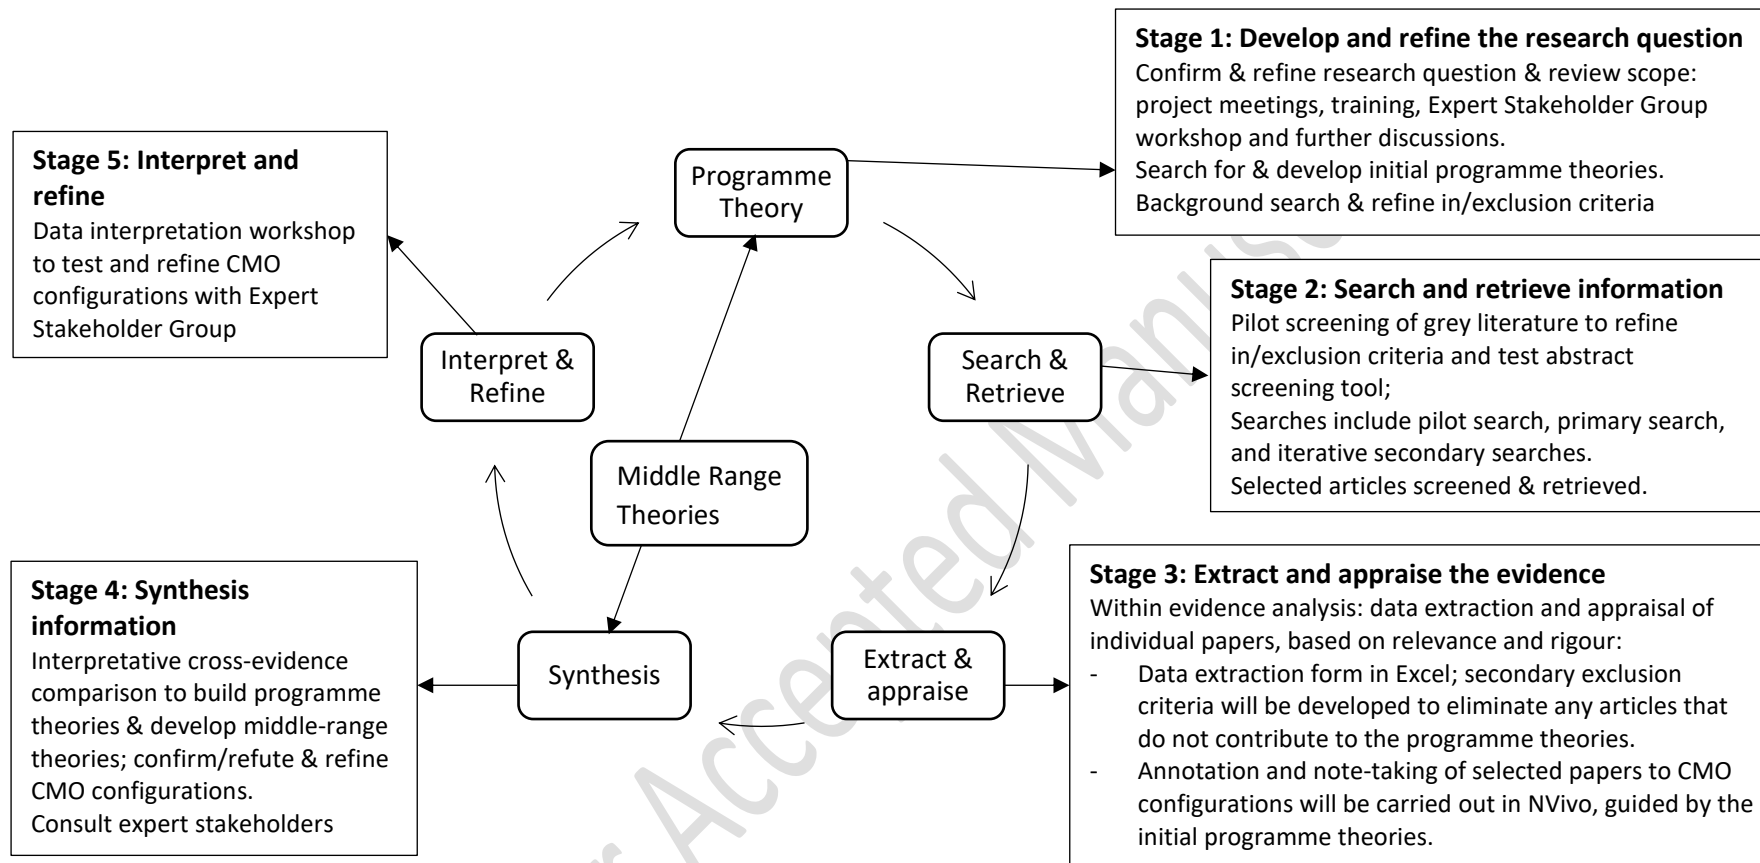 Stage 1: Develop and refine the research question
Confirm & refine research question & review scope:
project meetings, training, Expert Stakeholder Group
workshop and further discussions.
Search for & develop initial programme theories.
Background search & refine in/exclusion criteria
Stage 5: Interpret and
refine
Data interpretation workshop
to test and refine CMO
configurations with Expert
Stakeholder Group
Programme
Theory
Stage 2: Search and retrieve information
Pilot screening of grey literature to refine
in/exclusion criteria and test abstract
screening tool;
Searches include pilot search, primary search,
and iterative secondary searches.
Selected articles screened & retrieved.
Interpret &
Refine
Search &
Retrieve
Middle Range
Theories
Stage 4: Synthesis
information
Interpretative cross-evidence
comparison to build programme
theories & develop middle-range
theories; confirm/refute & refine
CMO configurations.
Consult expert stakeholders
Synthesis
Extract &
appraise
Stage 3: Extract and appraise the evidence
Within evidence analysis: data extraction and appraisal of
individual papers, based on relevance and rigour:
- Data extraction form in Excel; secondary exclusion
criteria will be developed to eliminate any articles that
do not contribute to the programme theories.
- Annotation and note-taking of selected papers to CMO
configurations will be carried out in NVivo, guided by the
initial programme theories.
Accepted